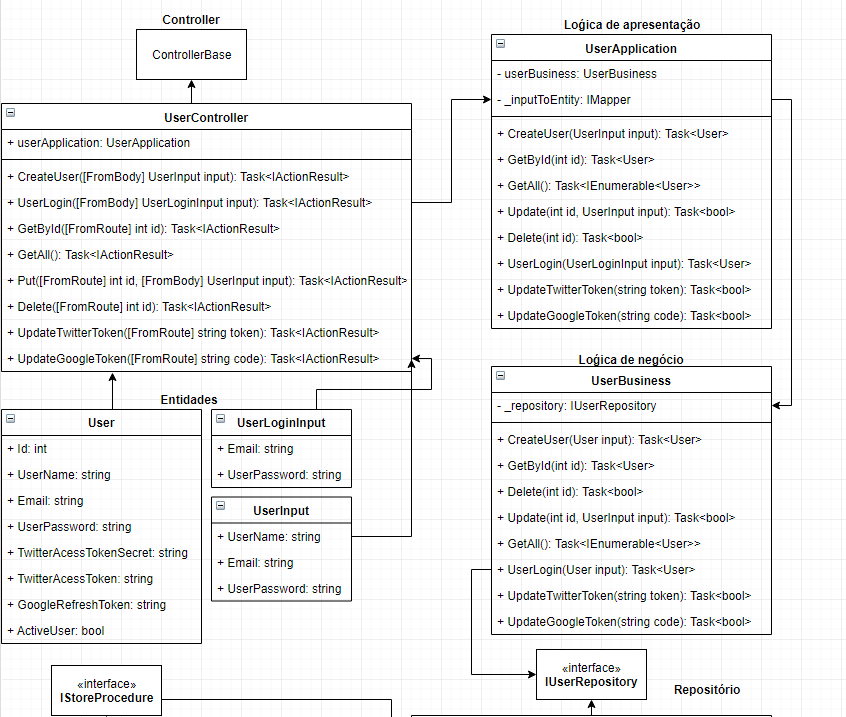 Controller
ControllerBase
UserController
+ userApplication: UserApplication
+ CreateUser([FromBody] UserInput input): Task<IActionResult>
+ UserLogin([FromBody] UserLoginInput input): Task<IActionResult>
+ GetById([FromRoute] int id): Task<IActionResult>
+ GetAll(): Task<IActionResult>
+ Put([FromRoute] int id, [FromBody] UserInput input): Task<IActionResult>
+ Delete([FromRoute] int id): Task<IActionResult>
+ UpdateTwitterToken([FromRoute] string token): Task<IActionResult>
+ UpdateGoogleToken([FromRoute] string code): Task<IActionResult>
Loǵica de apresentação
UserApplication
- userBusiness: UserBusiness
- _inputToEntity: IMapper
+ CreateUser(UserInput input): Task<User>
+ GetById(int id): Task<User>
+ GetAll(): Task<IEnumerable<User>>
+ Update(int id, UserInput input): Task<bool>
+ Delete(int id): Task<bool>
+ UserLogin(UserLoginInput input): Task<User>
+ UpdateTwitterToken(string token): Task<bool>
+ UpdateGoogleToken(string code): Task<bool>
Entidades
User
+ Id: int
+ UserName: string
+ Email: string
+ UserPassword: string
+ TwitterAcessTokenSecret: string
+ TwitterAcessToken: string
+ GoogleRefreshToken: string
+ ActiveUser: bool
UserLoginInput
+ Email: string
+ UserPassword: string
UserInput
+ UserName: string
+ Email: string
+ UserPassword: string
Loǵica de negócio
UserBusiness
- _repository: IUserRepository
+ CreateUser(User input): Task<User>
+ GetById(int id): Task<User>
+ Delete(int id): Task<bool>
+ Update(int id, UserInput input): Task<bool>
+ GetAll(): Task<IEnumerable<User>>
+ UserLogin(User input): Task<User>
+ UpdateTwitterToken(string token): Task<bool>
+ UpdateGoogleToken(string code): Task<bool>
«interface»
IStoreProcedure
«interface»
IUserRepository
Repositório